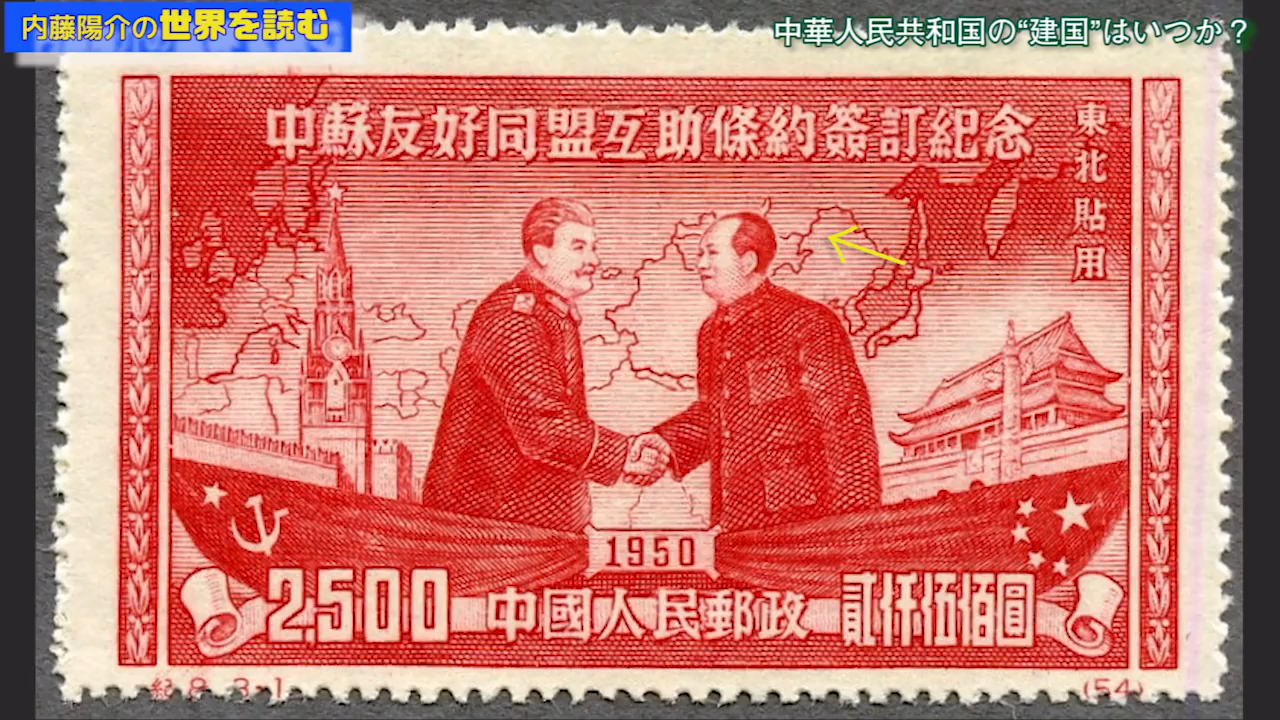 内藤陽介の世界を読む
中華人民共和国の“建国”はいつか？
中蘇友好同盟互助條約簽訂紀念
東北貼用
1950
2,500
中國人民郵政
貳仟伍佰圓
紀 8. 3-1
(54)